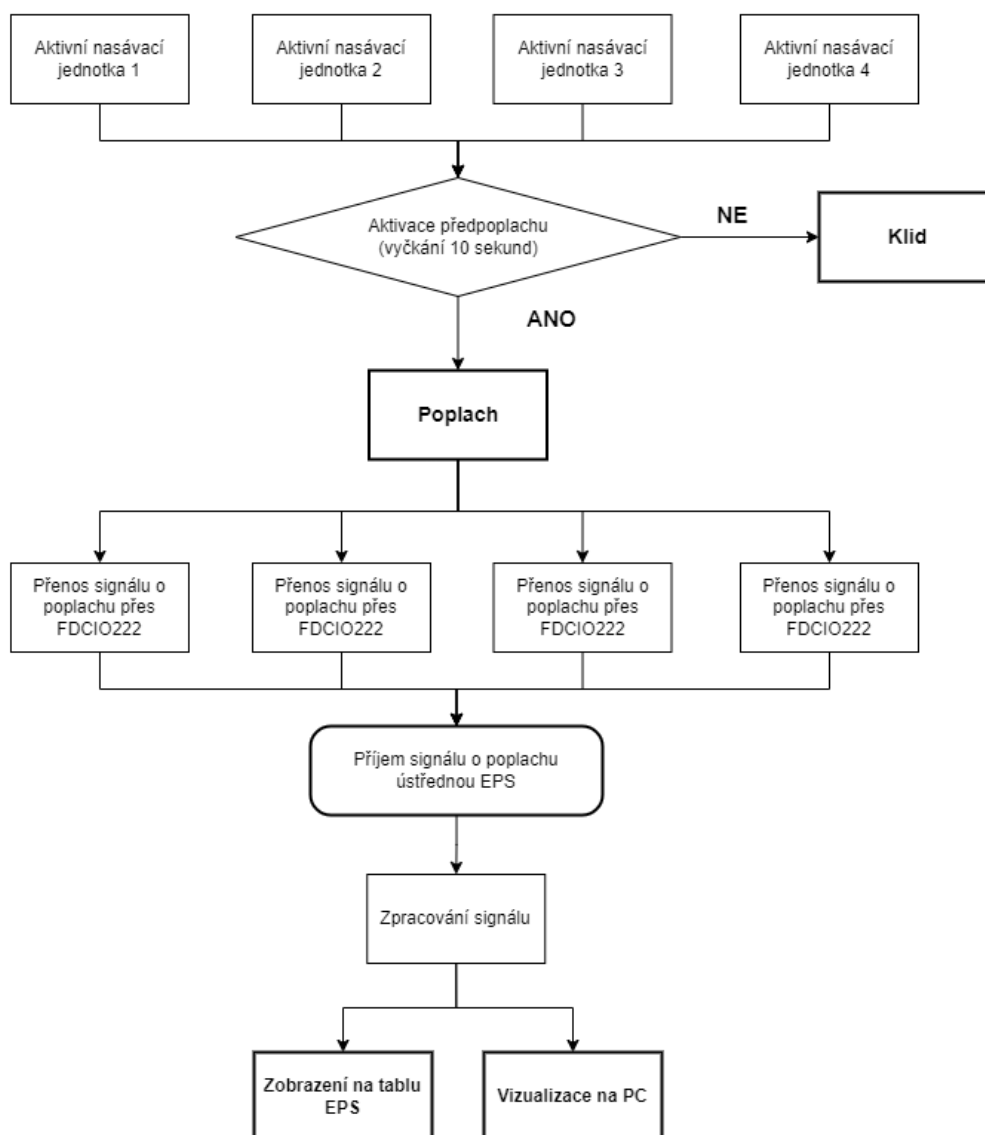 Aktivní nasávací
jednotka 1
Aktivní nasávací
jednotka 2
Aktivní nasávací
jednotka 3
Aktivní nasávací
jednotka 4
Aktivace předpoplachu
(vyčkání 10 sekund)
NE
Klid
ANO
Poplach
Přenos signálu o
poplachu přes
FDCIO222
Přenos signálu o
poplachu přes
FDCIO222
Přenos signálu o
poplachu přes
FDCIO222
Přenos signálu o
poplachu přes
FDCIO222
Příjem signálu o poplachu
ústřednou EPS
Zpracování signálu
Zobrazení na tablu
EPS
Vizualizace na PC